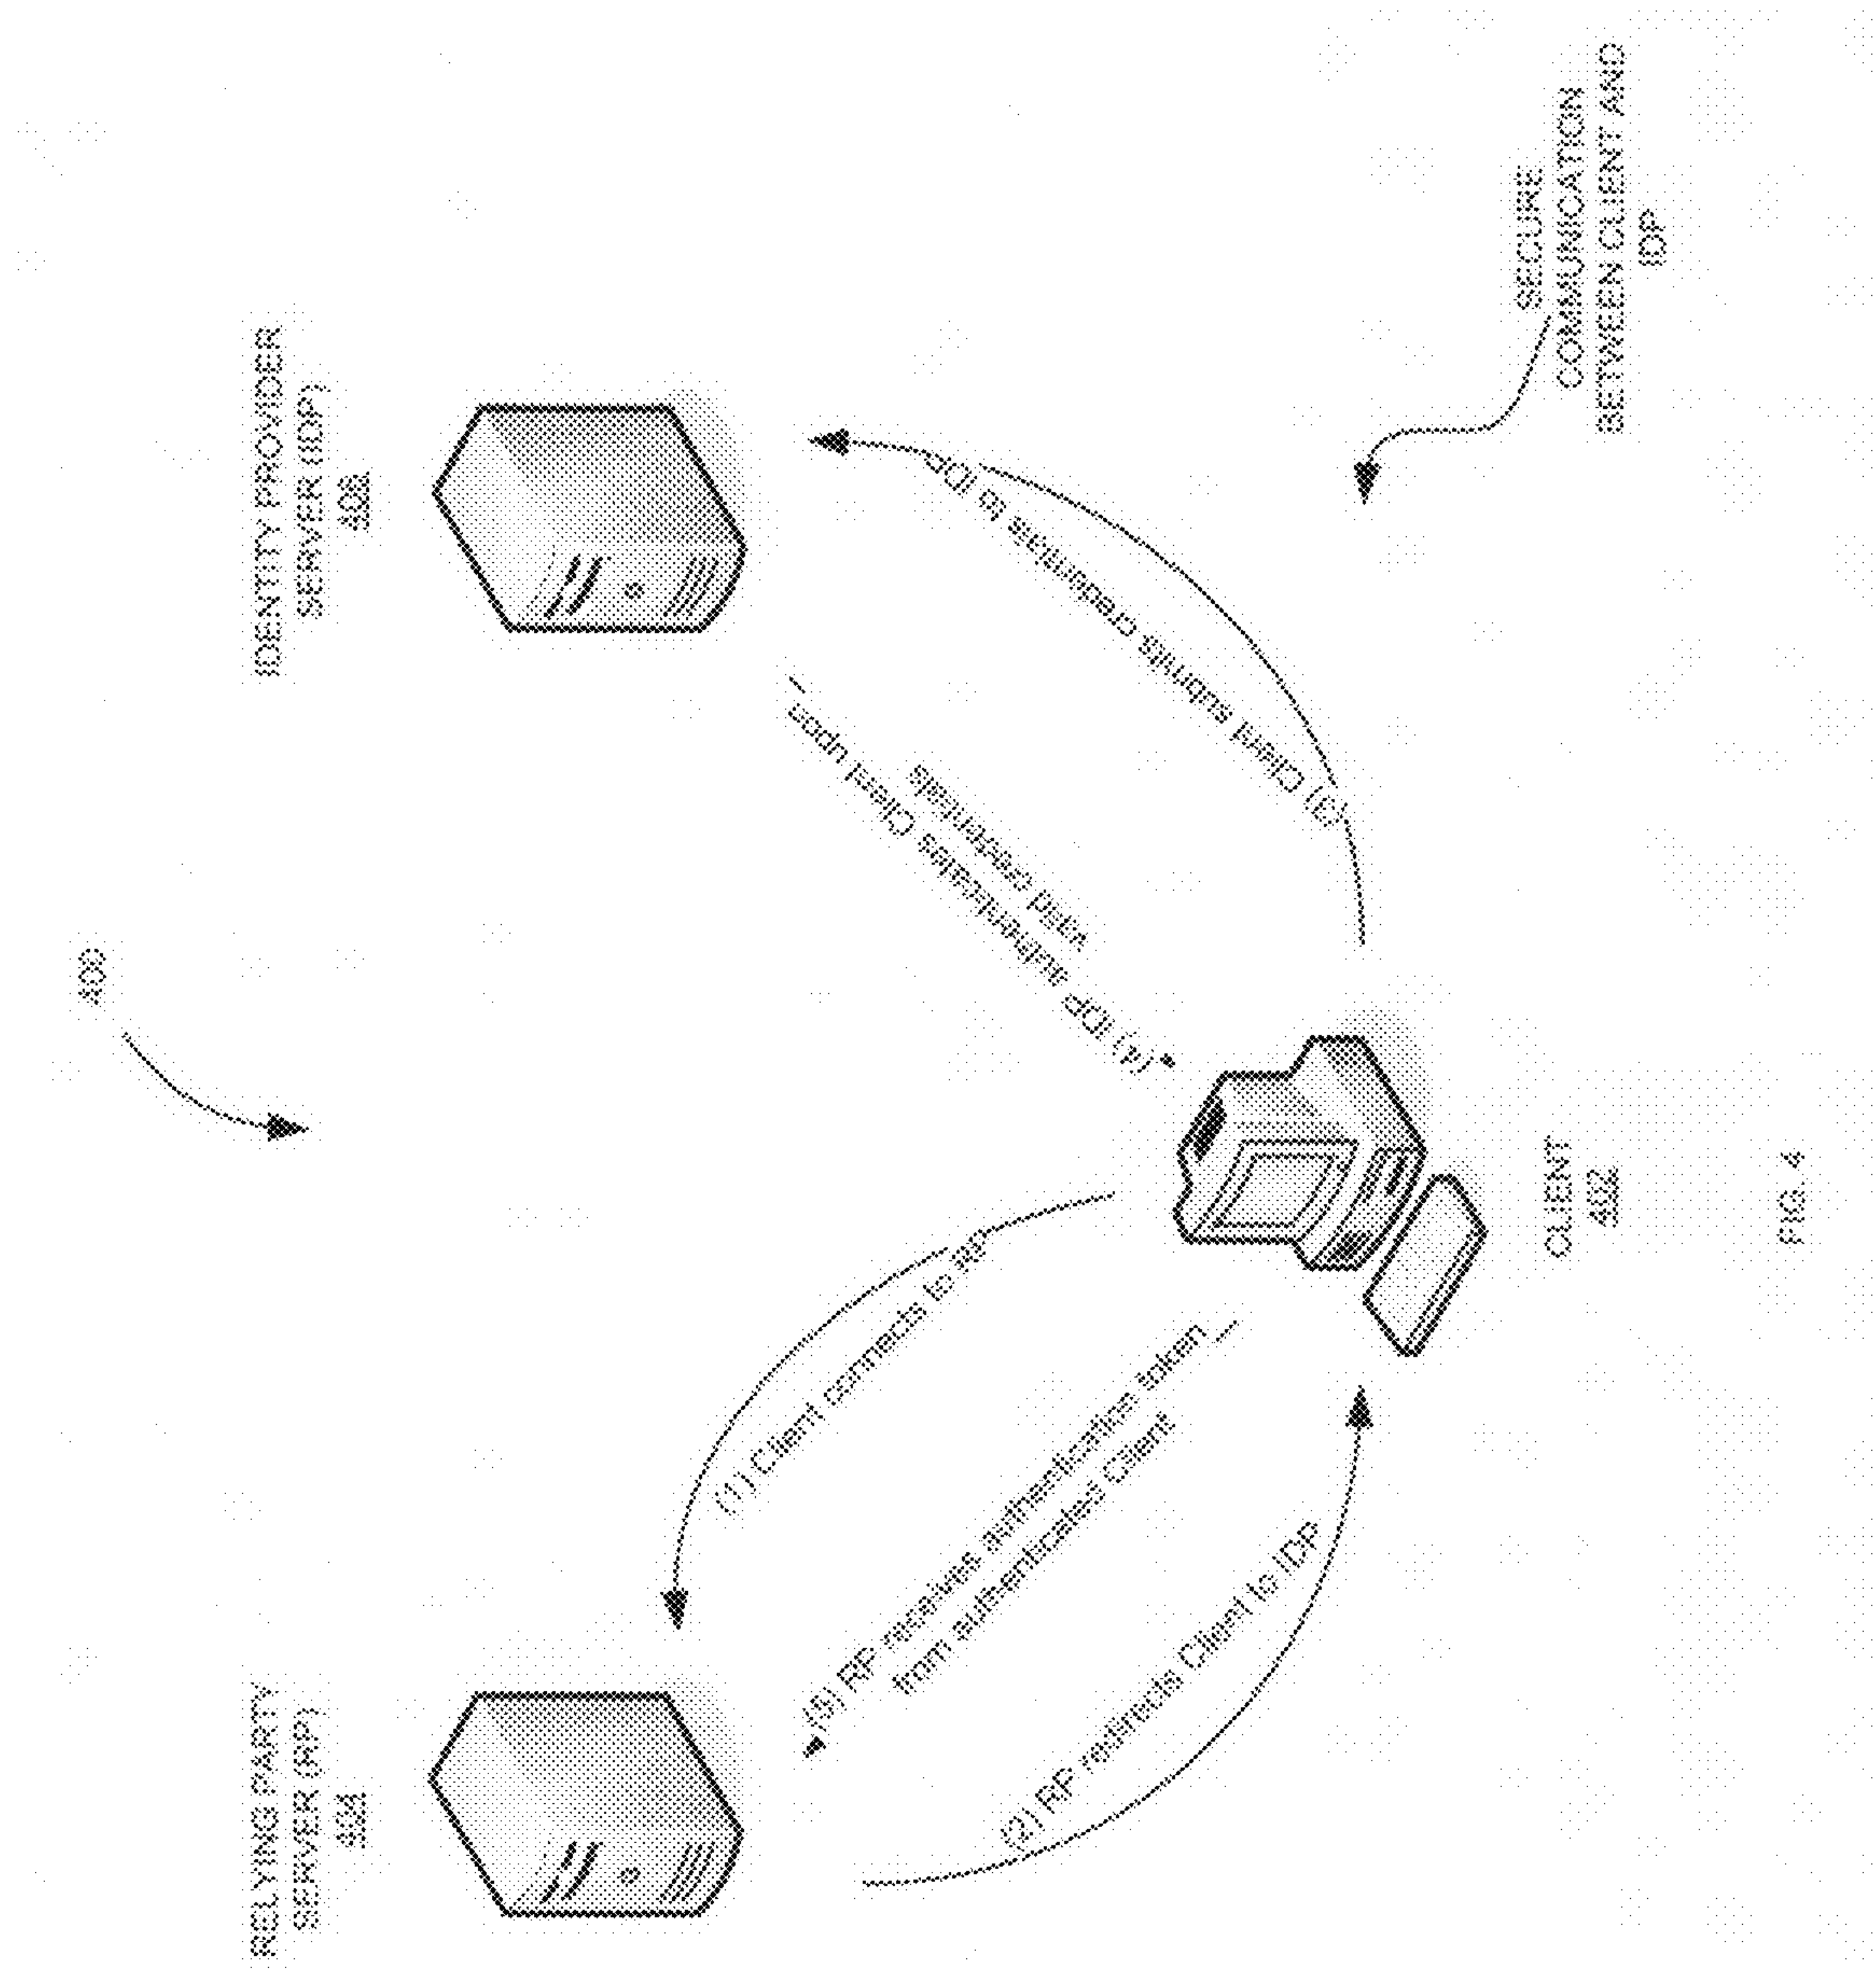 400
RELYING PARTY
SERVER (RP)
404
IDENTITY PROVIDER
SERVER (IDP)
406
(1) Client connects to RP
(5) RP receives authentication token
from authenticated Client
(2) RP redirects Client to IDP
(4) IDP authenticates Client upon
valid credentials
(3) Client submits credentials to IDP
SECURE
COMMUNICATION
BETWEEN CLIENT AND
IDP
CLIENT
402
FIG. 4